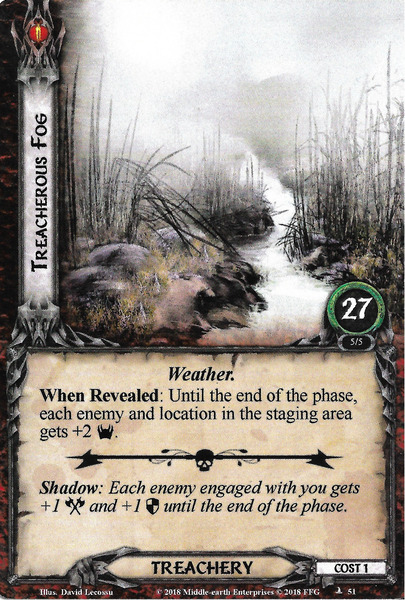 TREACHEROUS FOG
27
5/5
Weather.
When Revealed: Until the end of the phase,
each enemy and location in the staging area
gets +2 .
Shadow: Each enemy engaged with you gets
+1 and +1 until the end of the phase.
TREACHERY
COST 1
Illus. David Lecossu
© 2018 Middle-earth Enterprises © 2018 FFG
51